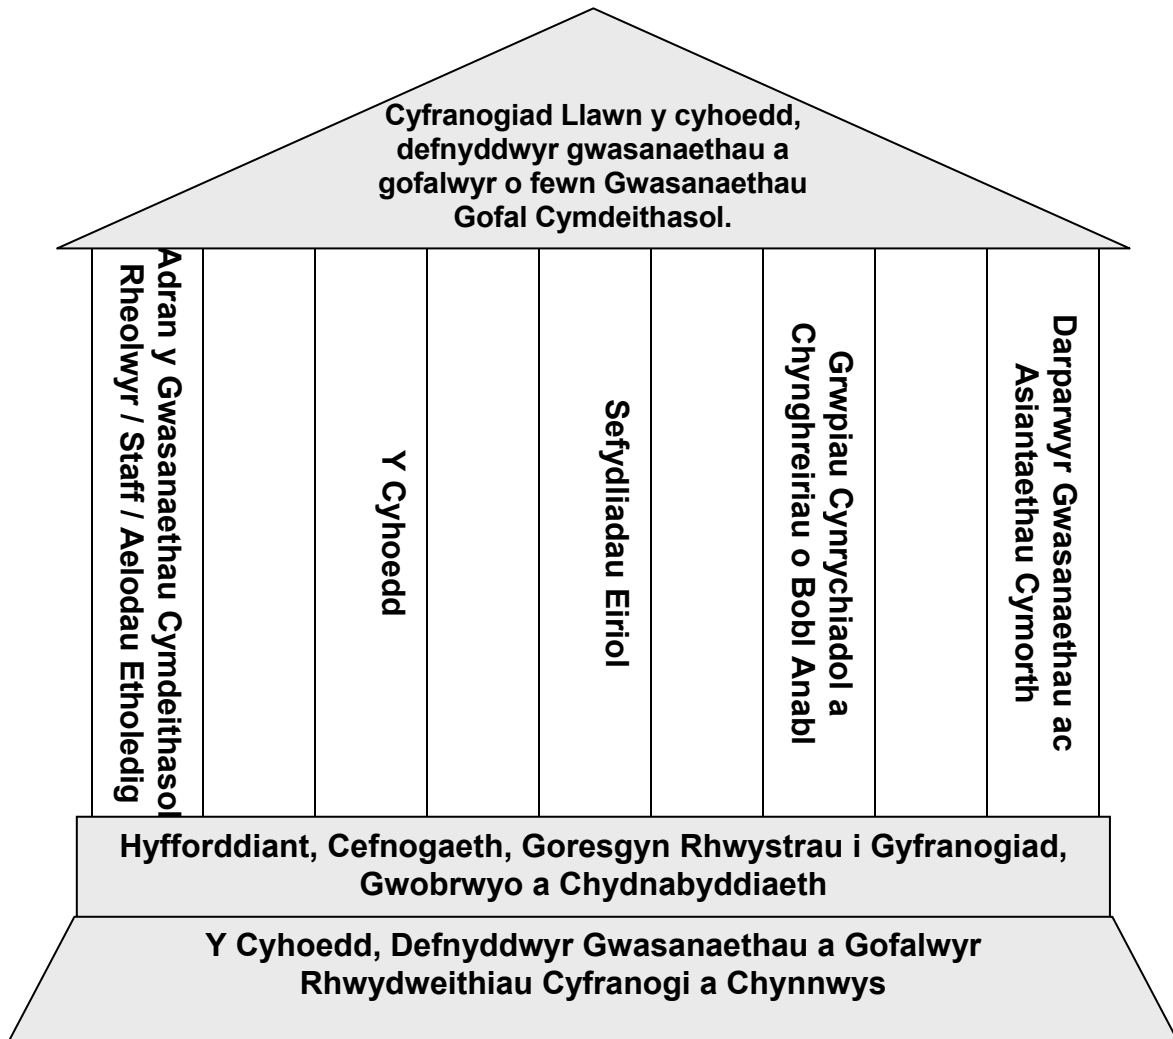 Cyfranogiad Llawn y cyhoedd,
defnyddwyr gwasanaethau a
gofalwyr o fewn Gwasanaethau
Gofal Cymdeithasol.
Adran y Gwasanaethau Cymdeithasol
Rheolwyr / Staff / Aelodau Etholedig
Y Cyhoedd
Sefydliadau Eiriol
Grwpiau Cynrychiadol a
Chynghreiriau o Bobl Anabl
Darparwyr Gwasanaethau ac
Asiantaethau Cymorth
Hyfforddiant, Cefnogaeth, Goresgyn Rhwystrau i Gyfranogiad,
Gwobrwyo a Chydnabyddiaeth
Y Cyhoedd, Defnyddwyr Gwasanaethau a Gofalwyr
Rhwydweithiau Cyfranogi a Chynnwys